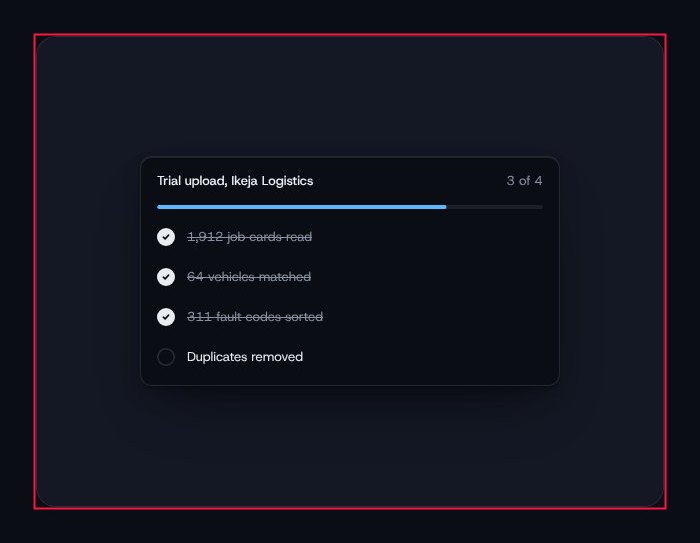 Trial upload, Ikeja Logistics
3 of 4
1,912 job cards read
64 vehicles matched
311 fault codes sorted
Duplicates removed